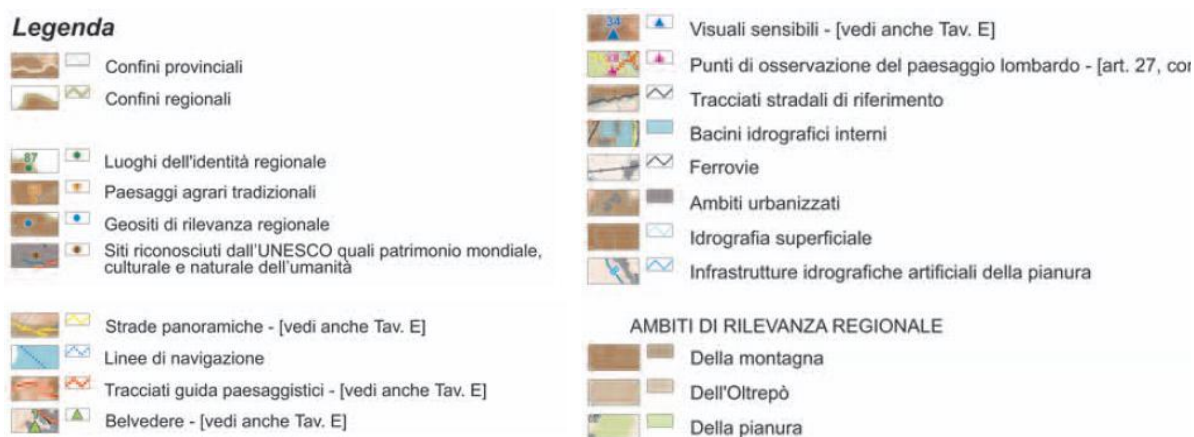 Legenda
Confini provinciali
Confini regionali
87
Luoghi dell'identità regionale
Paesaggi agrari tradizionali
Geositi di rilevanza regionale
Siti riconosciuti dall'UNESCO quali patrimonio mondiale,
culturale e naturale dell'umanità
Strade panoramiche - [vedi anche Tav. E]
Linee di navigazione
Tracciati guida paesaggistici - [vedi anche Tav. E]
Belvedere - [vedi anche Tav. E]
34
Visuali sensibili - [vedi anche Tav. E]
Punti di osservazione del paesaggio lombardo - [art. 27, cor
Tracciati stradali di riferimento
Bacini idrografici interni
Ferrovie
Ambiti urbanizzati
Idrografia superficiale
Infrastrutture idrografiche artificiali della pianura
AMBITI DI RILEVANZA REGIONALE
Della montagna
Dell'Oltrepò
Della pianura